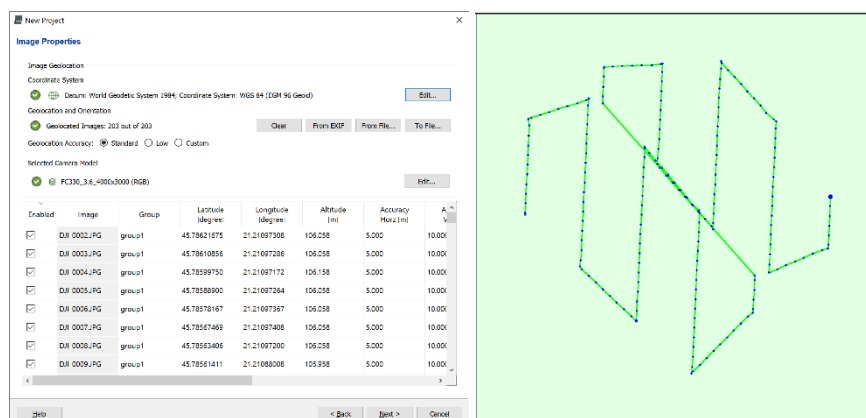 New Project
Image Properties
Image Geolocation
Coordinate System
Datum: World Geodetic System 1984; Coordinate System: WGS 84 (EGM 96 Geoid)
Edit...
Geolocation and Orientation
Geolocated Images: 203 out of 203
Clear From EXIF From File... To File...
Geolocation Accuracy: Standard Low Custom
Selected Camera Model
FC330_3.6_4000x3000 (RGB)
Edit...
Enabled Image Group Latitude [degree] Longitude [degree] Altitude [m] Accuracy Horz [m] A V
DJI 0002.JPG group1 45.78621675 21.21097308 106.058 5.000 10.000
DJI 0003.JPG group1 45.78610856 21.21097286 106.058 5.000 10.000
DJI 0004.JPG group1 45.78599750 21.21097172 106.158 5.000 10.000
DJI 0005.JPG group1 45.78588900 21.21097264 106.058 5.000 10.000
DJI 0006.JPG group1 45.78578167 21.21097367 106.058 5.000 10.000
DJI 0007.JPG group1 45.78567469 21.21097408 106.058 5.000 10.000
DJI 0008.JPG group1 45.78563406 21.21097200 106.058 5.000 10.000
DJI 0009.JPG group1 45.78561411 21.21088008 105.958 5.000 10.000
Help < Back Next > Cancel